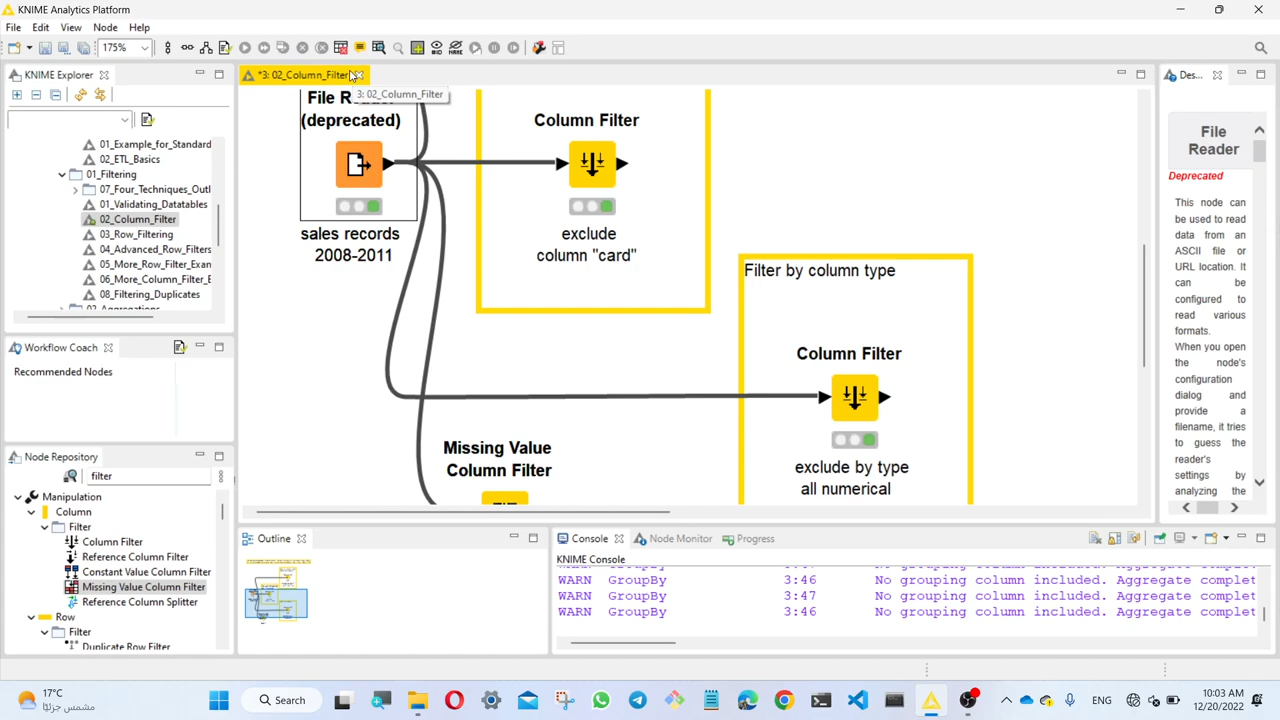 KNIME Analytics Platform
File Edit View Node Help
175%
KNIME Explorer
01_Example_for_Standard
02_ETL_Basics
01_Filtering
07_Four_Techniques_Outl
01_Validating_Datatables
02_Column_Filter
03_Row_Filtering
04_Advanced_Row_Filters
05_More_Row_Filter_Exan
06_More_Column_Filter_E
08_Filtering_Duplicates
Workflow Coach
Recommended Nodes
Node Repository
filter
Manipulation
Column
Filter
Column Filter
Reference Column Filter
Constant Value Column Filter
Missing Value Column Filter
Reference Column Splitter
Row
Filter
Duplicate Row Filter
*3: 02_Column_Filter
3: 02_Column_Filter
(deprecated)
sales records
2008-2011
Column Filter
exclude
column "card"
Filter by column type
Column Filter
exclude by type
all numerical
Missing Value
Column Filter
Outline
Console Node Monitor Progress
KNIME Console
WARN GroupBy 3:46 No grouping column included. Aggregate complet
WARN GroupBy 3:47 No grouping column included. Aggregate complet
WARN GroupBy 3:46 No grouping column included. Aggregate complet
Des...
File
Reader
Deprecated
This node can
be used to read
data from an
ASCII file or
URL location. It
can be
configured to
read various
formats.
When you open
the node's
configuration
dialog and
provide a
filename, it tries
to guess the
reader's
settings by
analyzing the
17°C
مشمس جزئيًا
Search
ENG
10:03 AM
12/20/2022